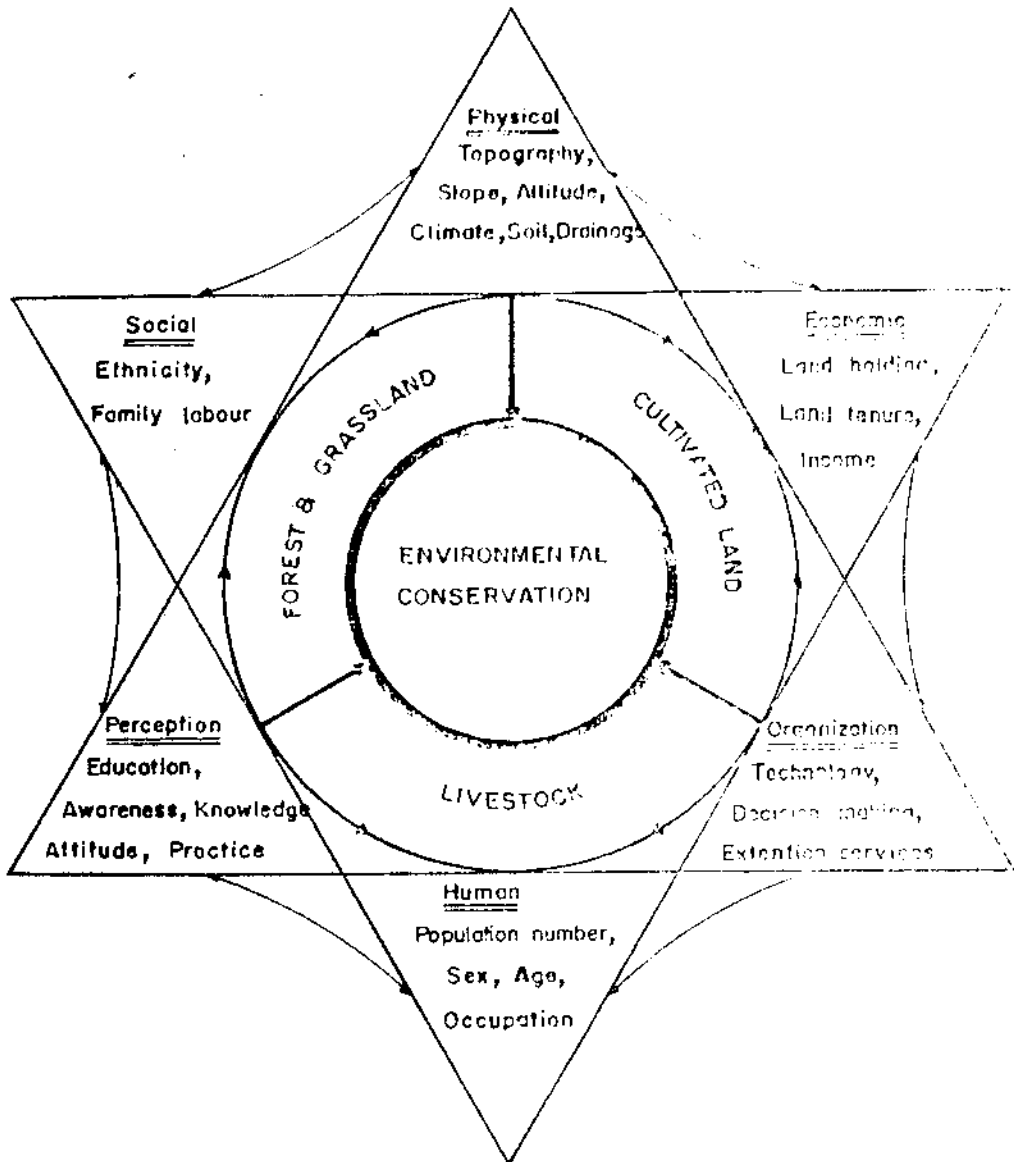 Physical
Topography,
Slope, Attitude,
Climate, Soil, Drainage
Social
Ethnicity,
Family labour
Economic
Land holding,
Land tenure,
Income
FOREST & GRASSLAND
CULTIVATED LAND
ENVIRONMENTAL
CONSERVATION
LIVESTOCK
Perception
Education,
Awareness, Knowledge
Attitude, Practice
Organization
Technology,
Decision making,
Extention services
Human
Population number,
Sex, Age,
Occupation